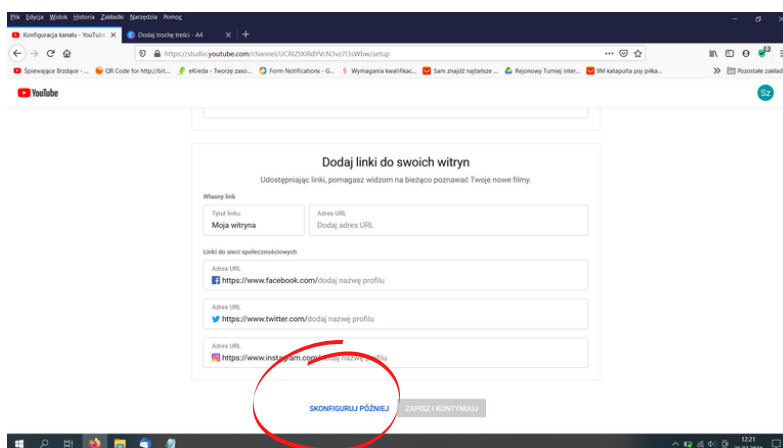 Plik Edycja Widok Historia Zakładki Narzędzia Pomoc
Konfiguracja kanału - YouTube
Dodaj trochę treści - A4
https://studio.youtube.com/channel/
Śpiewające Brzdące - ...
QR Code for http://bit...
eKreda - Tworzę zaso...
Form Notifications - G...
Wymagania kwalifikac...
Sam znajdź najtańsze ...
Rejonowy Turniej inter...
9M katapulta psy piłka...
Pozostałe zakład
YouTube
Sz
Dodaj linki do swoich witryn
Udostępniając linki, pomagasz widzom na bieżąco poznawać Twoje nowe filmy.
Własny link
Tytuł linku
Moja witryna
Adres URL
Dodaj adres URL
Linki do sieci społecznościowych
Adres URL
https://www.facebook.com/dodaj nazwę profilu
Adres URL
https://www.twitter.com/dodaj nazwę profilu
Adres URL
https://www.instagram.com/dodaj nazwę profilu
SKONFIGURUJ PÓŹNIEJ
ZAPISZ I KONTYNUUJ
12:21